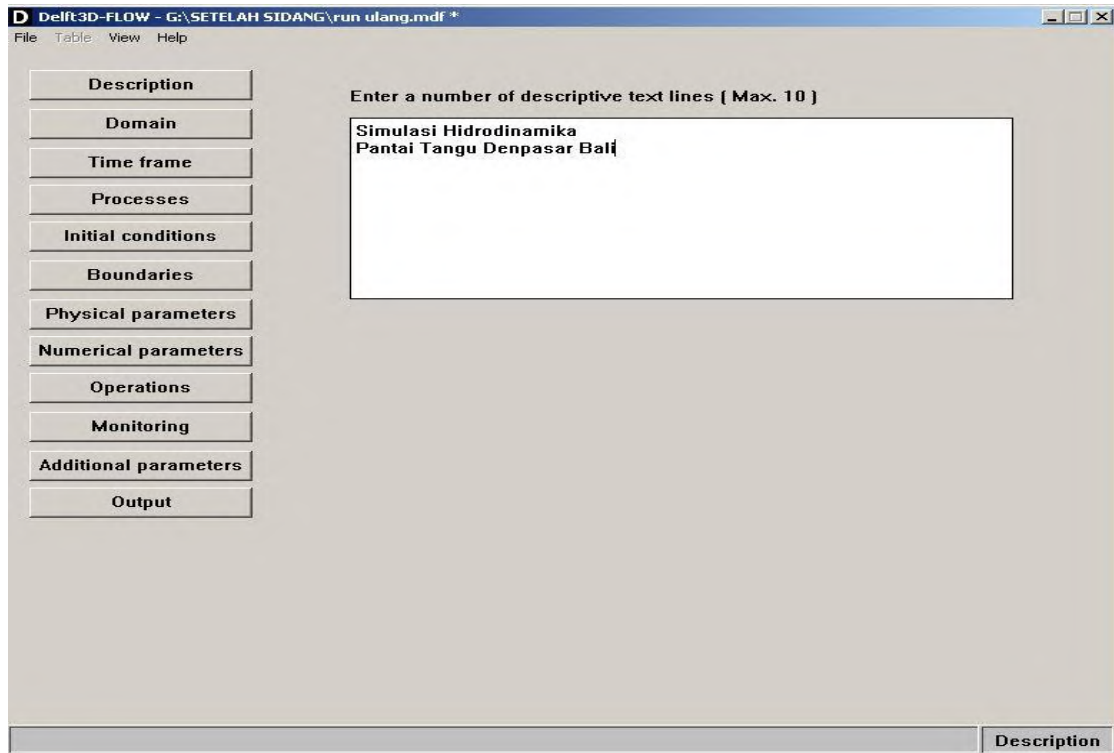 D Delft3D-FLOW - G:\SETELAH SIDANG\run ulang.mdf *
File Table View Help
Description
Domain
Time frame
Processes
Initial conditions
Boundaries
Physical parameters
Numerical parameters
Operations
Monitoring
Additional parameters
Output
Enter a number of descriptive text lines ( Max. 10 )
Simulasi Hidrodinamika
Pantai Tangu Denpasar Bali
Description